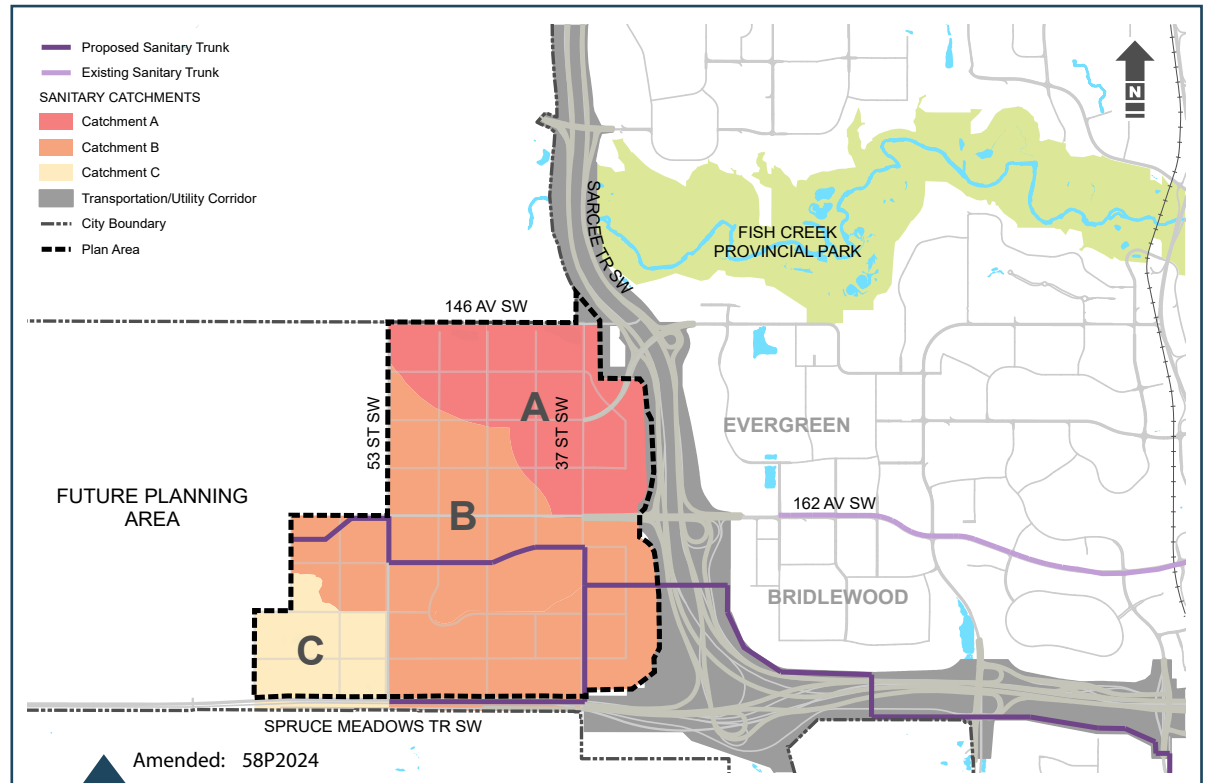 Proposed Sanitary Trunk
Existing Sanitary Trunk
SANITARY CATCHMENTS
Catchment A
Catchment B
Catchment C
Transportation/Utility Corridor
City Boundary
Plan Area
N
SARCEE TR SW
FISH CREEK
PROVINCIAL PARK
146 AV SW
53 ST SW
A
37 ST SW
EVERGREEN
FUTURE PLANNING
AREA
B
162 AV SW
BRIDLEWOOD
C
SPRUCE MEADOWS TR SW
Amended: 58P2024